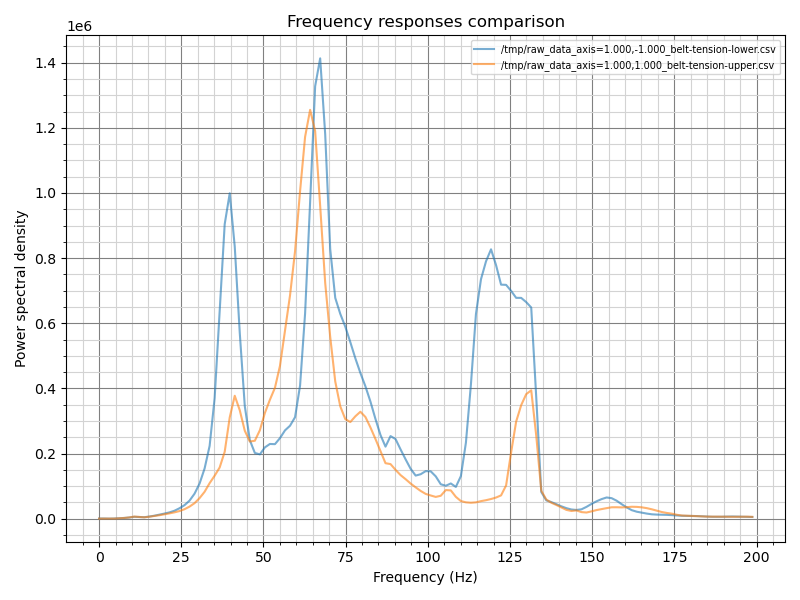 Frequency responses comparison
1e6
/tmp/raw_data_axis=1.000,-1.000_belt-tension-lower.csv
/tmp/raw_data_axis=1.000,1.000_belt-tension-upper.csv
1.4
1.2
1.0
0.8
0.6
0.4
0.2
0.0
Power spectral density
0 25 50 75 100 125 150 175 200
Frequency (Hz)